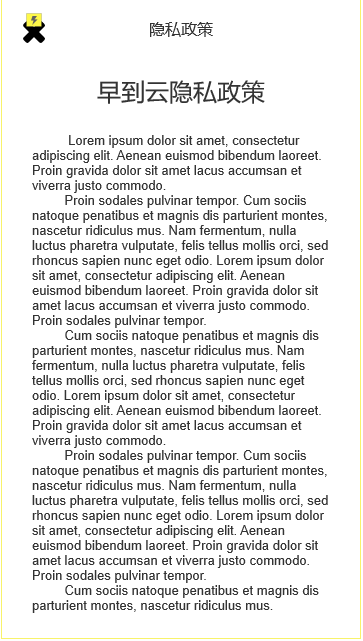 隐私政策
早到云隐私政策
Lorem ipsum dolor sit amet, consectetur
adipiscing elit. Aenean euismod bibendum laoreet.
Proin gravida dolor sit amet lacus accumsan et
viverra justo commodo.
Proin sodales pulvinar tempor. Cum sociis
natoque penatibus et magnis dis parturient montes,
nascetur ridiculus mus. Nam fermentum, nulla
luctus pharetra vulputate, felis tellus mollis orci, sed
rhoncus sapien nunc eget odio. Lorem ipsum dolor
sit amet, consectetur adipiscing elit. Aenean
euismod bibendum laoreet. Proin gravida dolor sit
amet lacus accumsan et viverra justo commodo.
Proin sodales pulvinar tempor.
Cum sociis natoque penatibus et magnis dis
parturient montes, nascetur ridiculus mus. Nam
fermentum, nulla luctus pharetra vulputate, felis
tellus mollis orci, sed rhoncus sapien nunc eget
odio. Lorem ipsum dolor sit amet, consectetur
adipiscing elit. Aenean euismod bibendum laoreet.
Proin gravida dolor sit amet lacus accumsan et
viverra justo commodo.
Proin sodales pulvinar tempor. Cum sociis
natoque penatibus et magnis dis parturient montes,
nascetur ridiculus mus. Nam fermentum, nulla
luctus pharetra vulputate, felis tellus mollis orci, sed
rhoncus sapien nunc eget odio. Lorem ipsum dolor
sit amet, consectetur adipiscing elit. Aenean
euismod bibendum laoreet. Proin gravida dolor sit
amet lacus accumsan et viverra justo commodo.
Proin sodales pulvinar tempor.
Cum sociis natoque penatibus et magnis dis
parturient montes, nascetur ridiculus mus.